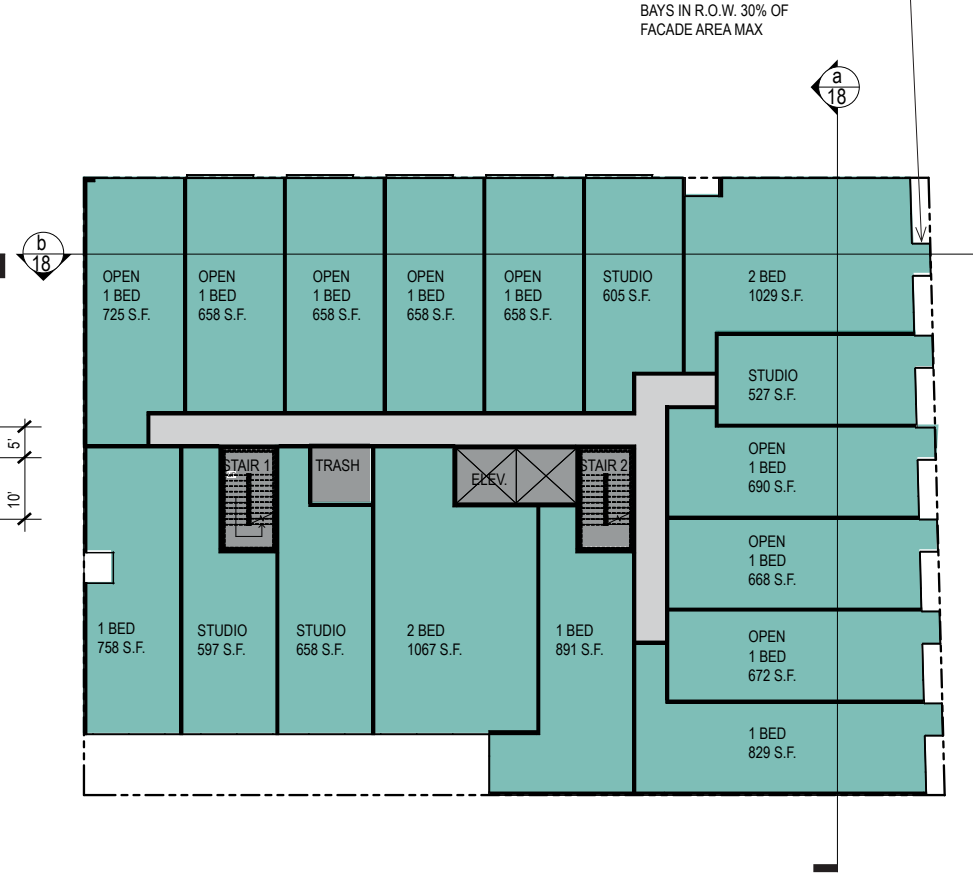 BAYS IN R.O.W. 30% OF
FACADE AREA MAX
a
18
b
18
OPEN
1 BED
725 S.F.
OPEN
1 BED
658 S.F.
OPEN
1 BED
658 S.F.
OPEN
1 BED
658 S.F.
OPEN
1 BED
658 S.F.
STUDIO
605 S.F.
2 BED
1029 S.F.
STUDIO
527 S.F.
OPEN
1 BED
690 S.F.
OPEN
1 BED
668 S.F.
OPEN
1 BED
672 S.F.
1 BED
829 S.F.
5'
10'
STAIR 1
TRASH
ELEV.
STAIR 2
1 BED
758 S.F.
STUDIO
597 S.F.
STUDIO
658 S.F.
2 BED
1067 S.F.
1 BED
891 S.F.